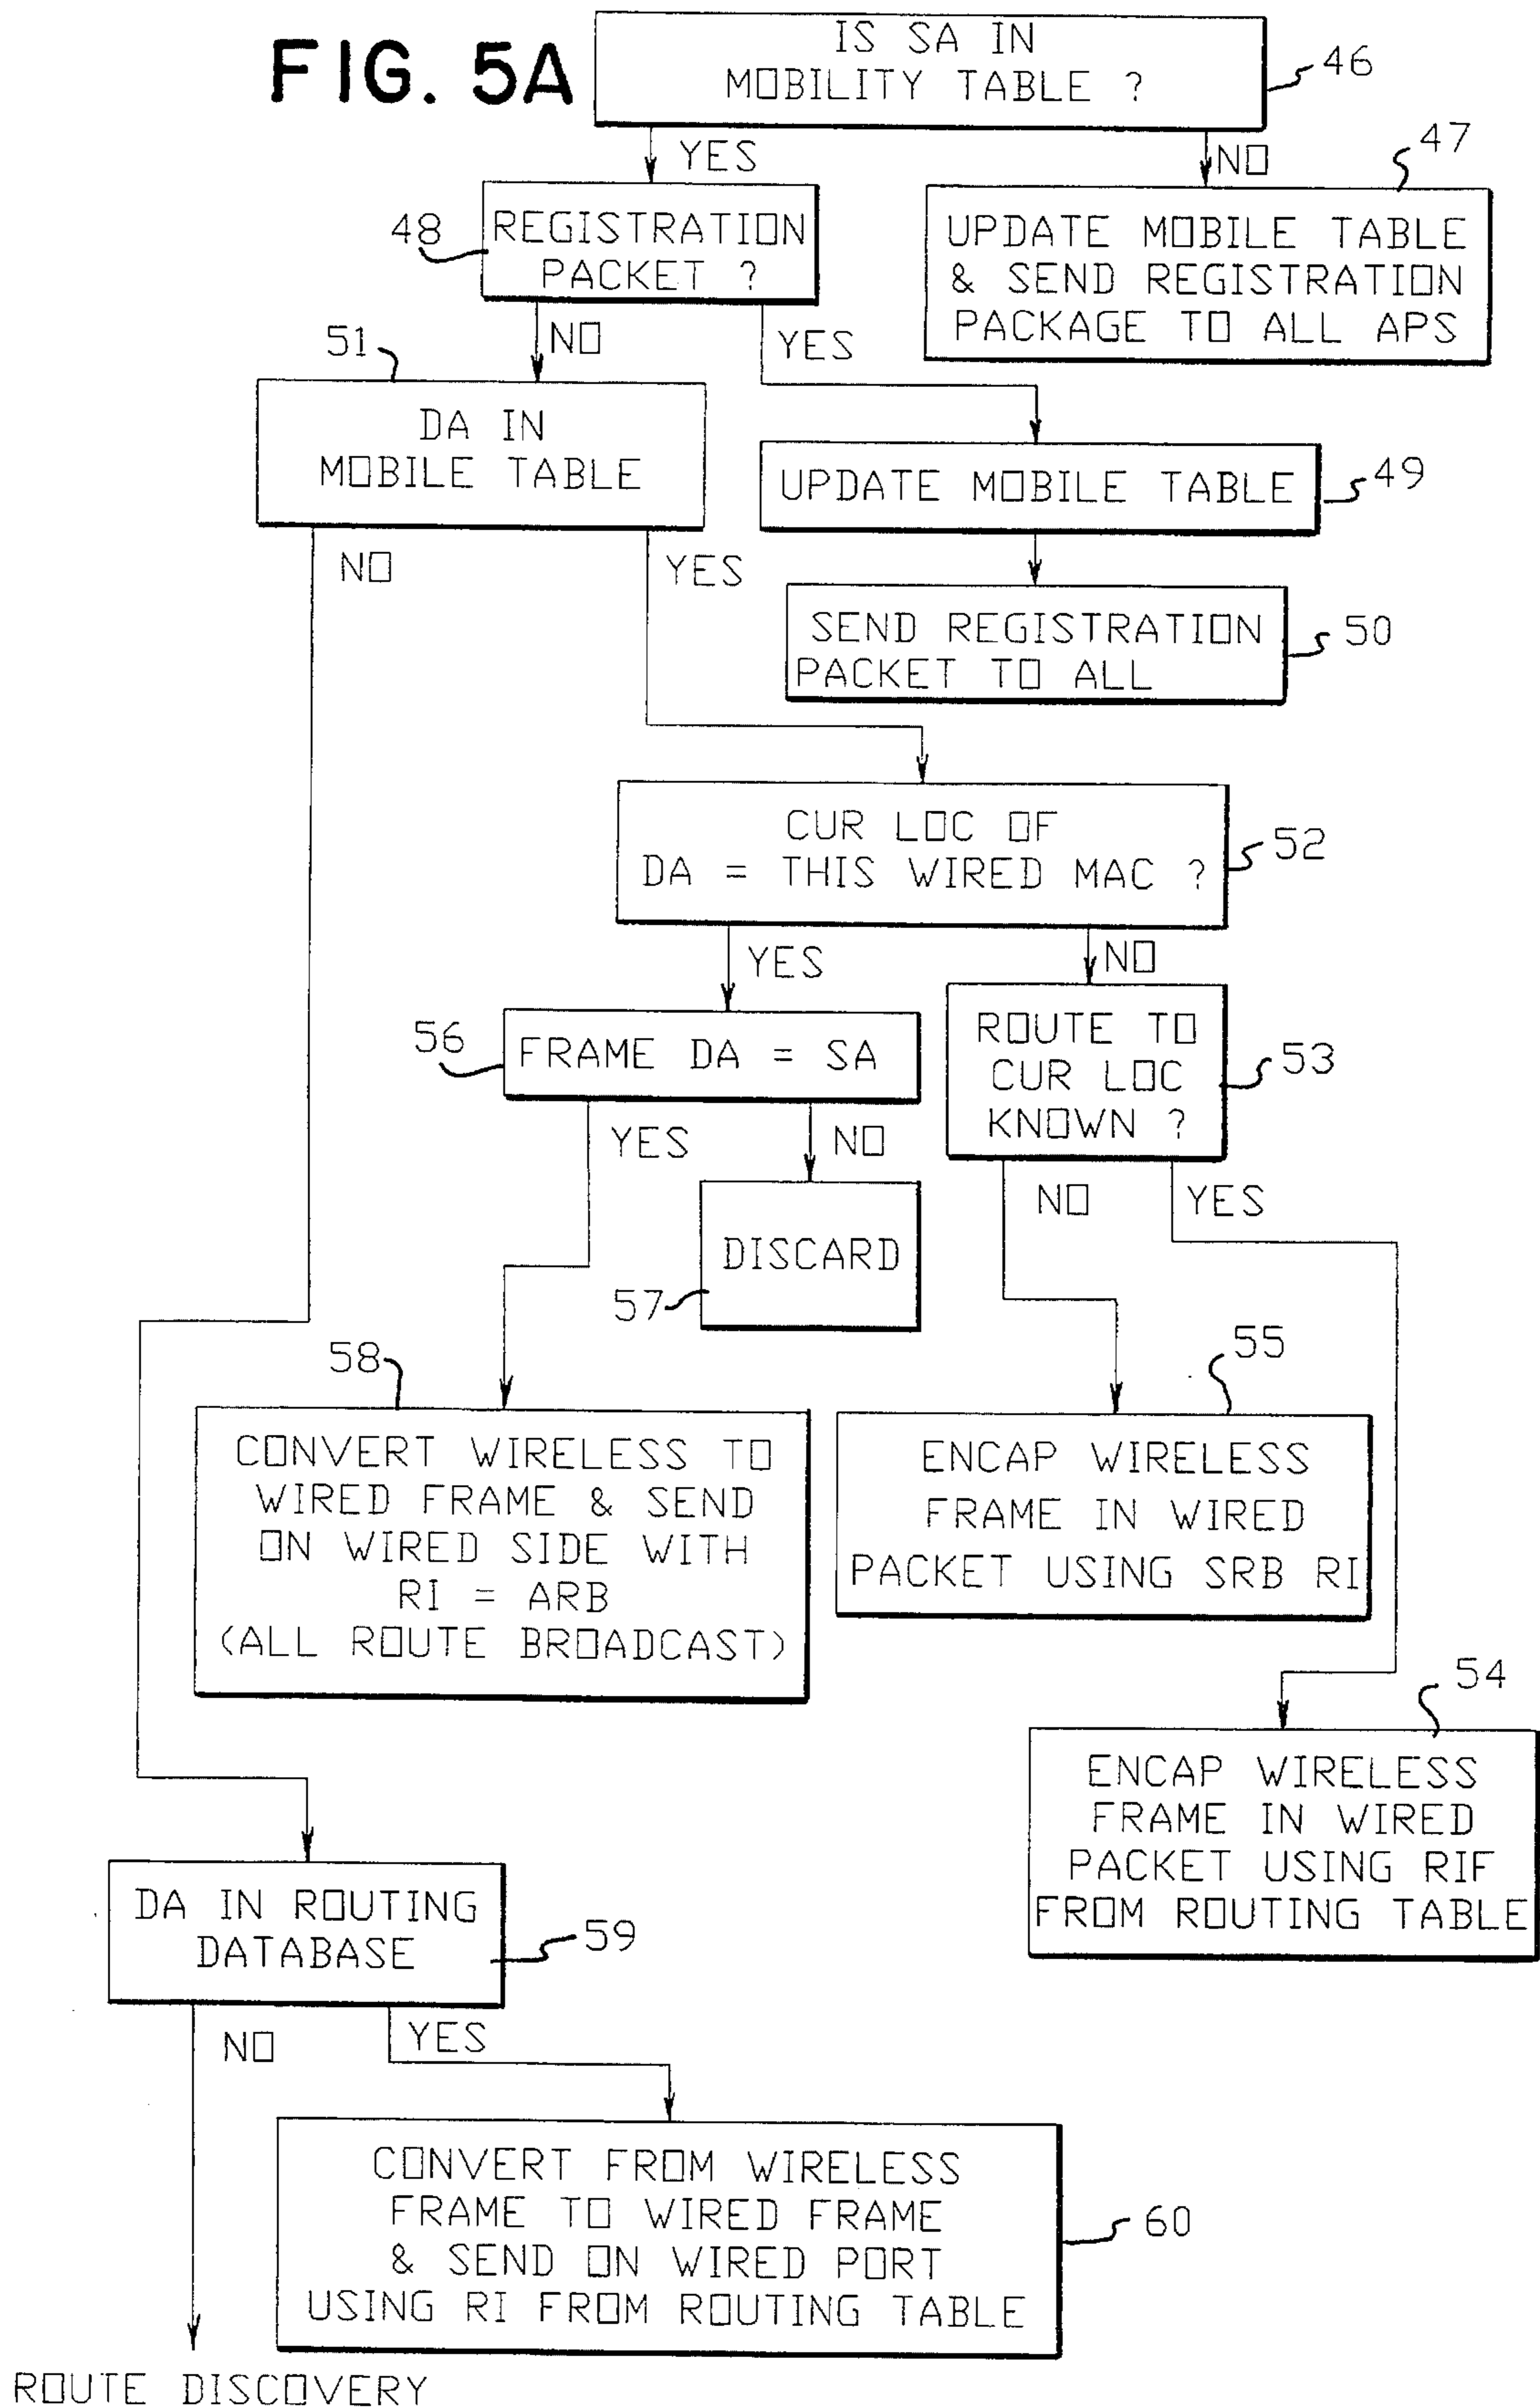 FIG. 5A
IS SA IN
MOBILITY TABLE ?
46
YES
NO
47
48
REGISTRATION
PACKET ?
UPDATE MOBILE TABLE
& SEND REGISTRATION
PACKAGE TO ALL APS
51
NO
YES
DA IN
MOBILE TABLE
UPDATE MOBILE TABLE
49
NO
YES
SEND REGISTRATION
PACKET TO ALL
50
CUR LOC OF
DA = THIS WIRED MAC ?
52
YES
NO
56
FRAME DA = SA
ROUTE TO
CUR LOC
KNOWN ?
53
YES
NO
NO
YES
DISCARD
57
58
55
CONVERT WIRELESS TO
WIRED FRAME & SEND
ON WIRED SIDE WITH
RI = ARB
(ALL ROUTE BROADCAST)
ENCAP WIRELESS
FRAME IN WIRED
PACKET USING SRB RI
54
ENCAP WIRELESS
FRAME IN WIRED
PACKET USING RIF
FROM ROUTING TABLE
DA IN ROUTING
DATABASE
59
NO
YES
CONVERT FROM WIRELESS
FRAME TO WIRED FRAME
& SEND ON WIRED PORT
USING RI FROM ROUTING TABLE
60
ROUTE DISCOVERY